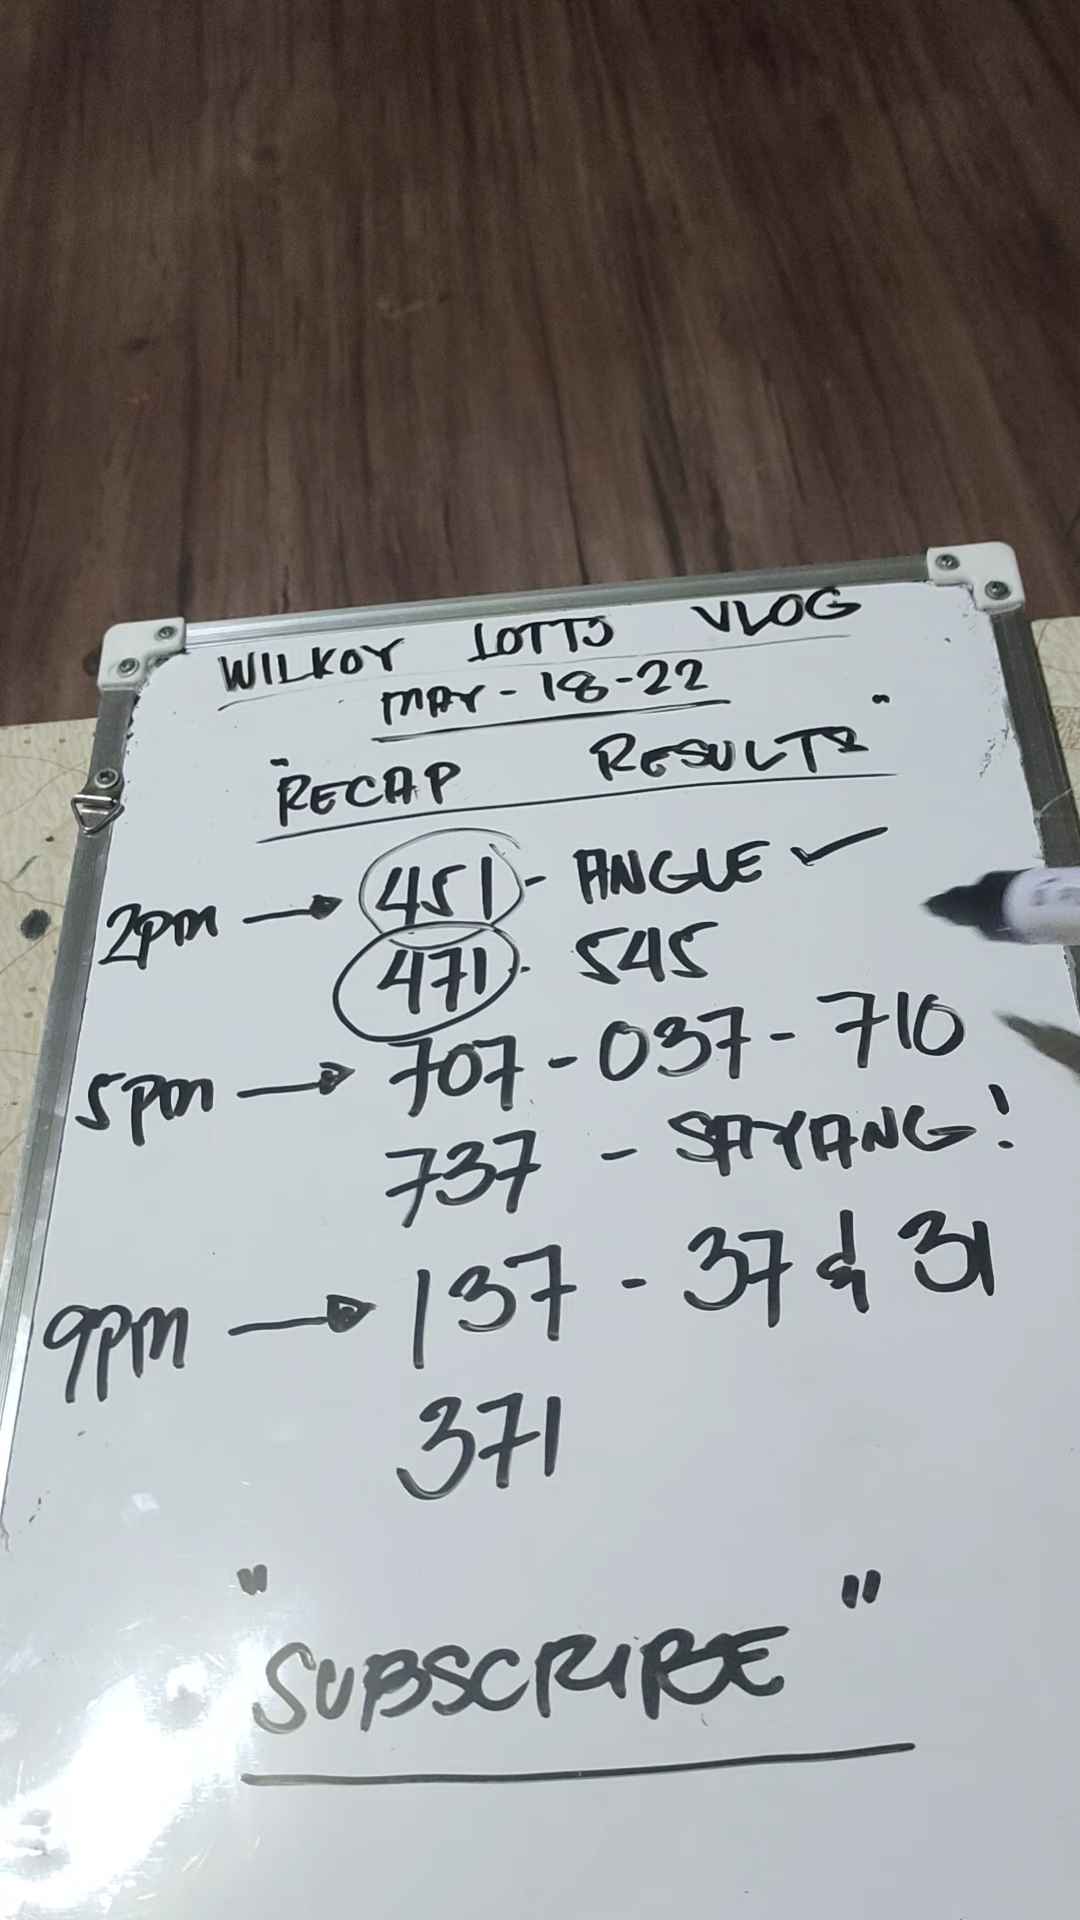 WILKOY LOTTO VLOG
MAY - 18 - 22
"RECAP RESULTS"
2pm → 451 - ANGLE ✓
471 - 545
5pm → 707 - 037 - 710
737 - SAYANG!
9pm → 137 - 37 & 31
371
"SUBSCRIBE"